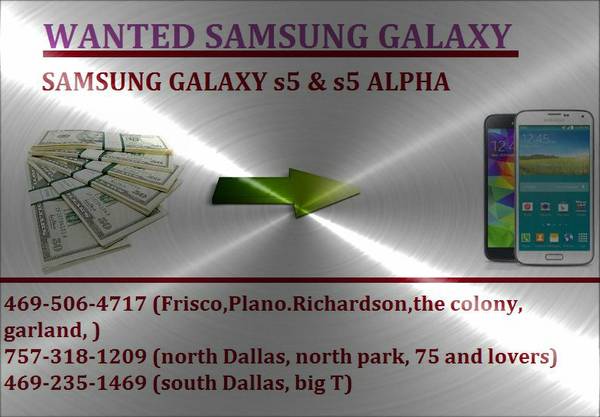 WANTED SAMSUNG GALAXY
SAMSUNG GALAXY s5 & s5 ALPHA
469-506-4717 (Frisco,Plano.Richardson,the colony,
garland, )
757-318-1209 (north Dallas, north park, 75 and lovers)
469-235-1469 (south Dallas, big T)